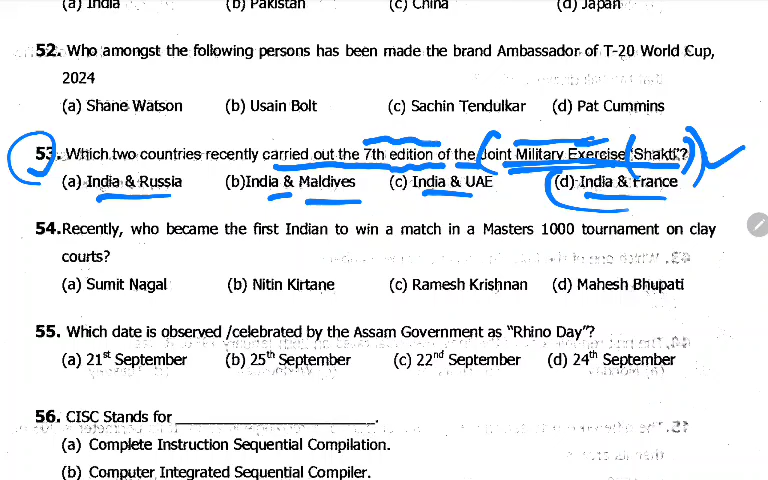 (a) India (b) Pakistan (c) China (d) Japan
52. Who amongst the following persons has been made the brand Ambassador of T-20 World Cup,
2024
(a) Shane Watson (b) Usain Bolt (c) Sachin Tendulkar (d) Pat Cummins
53. Which two countries recently carried out the 7th edition of the Joint Military Exercise 'Shakti'?
(a) India & Russia (b)India & Maldives (c) India & UAE (d) India & France
54.Recently, who became the first Indian to win a match in a Masters 1000 tournament on clay
courts?
(a) Sumit Nagal (b) Nitin Kirtane (c) Ramesh Krishnan (d) Mahesh Bhupati
55. Which date is observed /celebrated by the Assam Government as "Rhino Day"?
(a) 21st September (b) 25th September (c) 22nd September (d) 24th September
56. CISC Stands for ____________________.
(a) Complete Instruction Sequential Compilation.
(b) Computer Integrated Sequential Compiler.